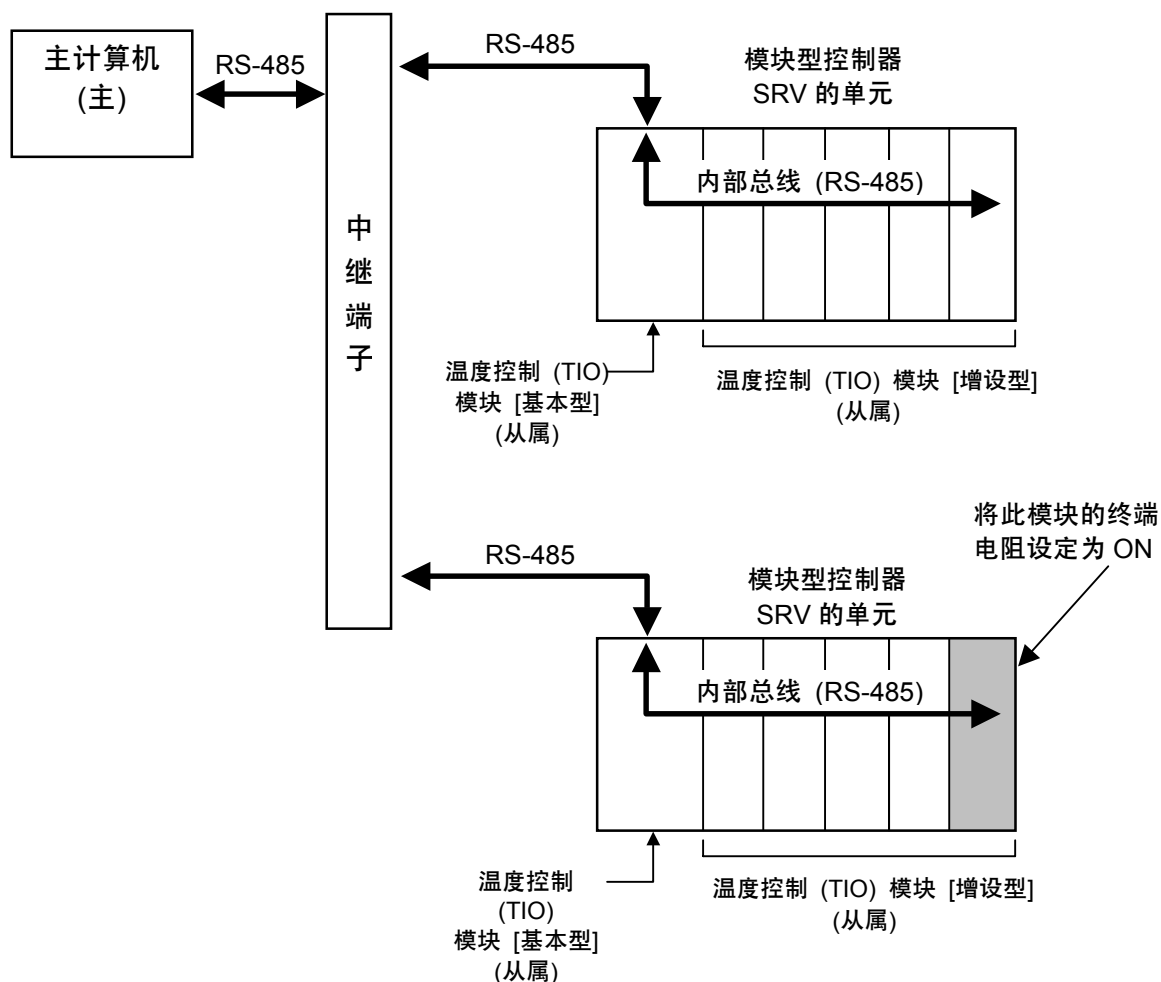 主计算机
(主)
RS-485
中
继
端
子
RS-485
模块型控制器
SRV 的单元
内部总线 (RS-485)
温度控制 (TIO)
模块 [基本型]
(从属)
温度控制 (TIO) 模块 [增设型]
(从属)
将此模块的终端
电阻设定为 ON
RS-485
模块型控制器
SRV 的单元
内部总线 (RS-485)
温度控制
(TIO)
模块 [基本型]
(从属)
温度控制 (TIO) 模块 [增设型]
(从属)